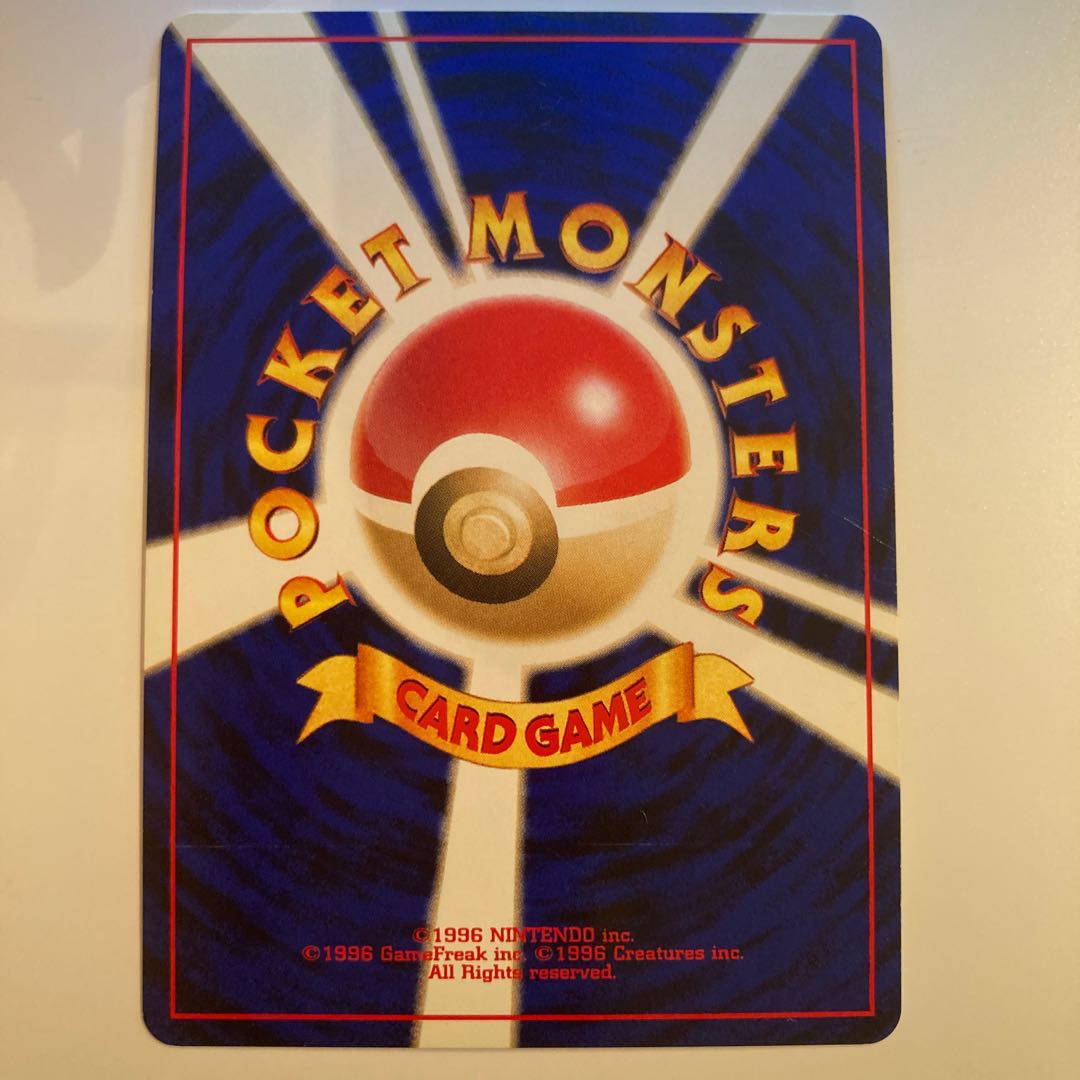 POCKET MONSTERS
CARD GAME
©1996 NINTENDO inc.
©1996 GameFreak inc. ©1996 Creatures inc.
All Rights reserved.